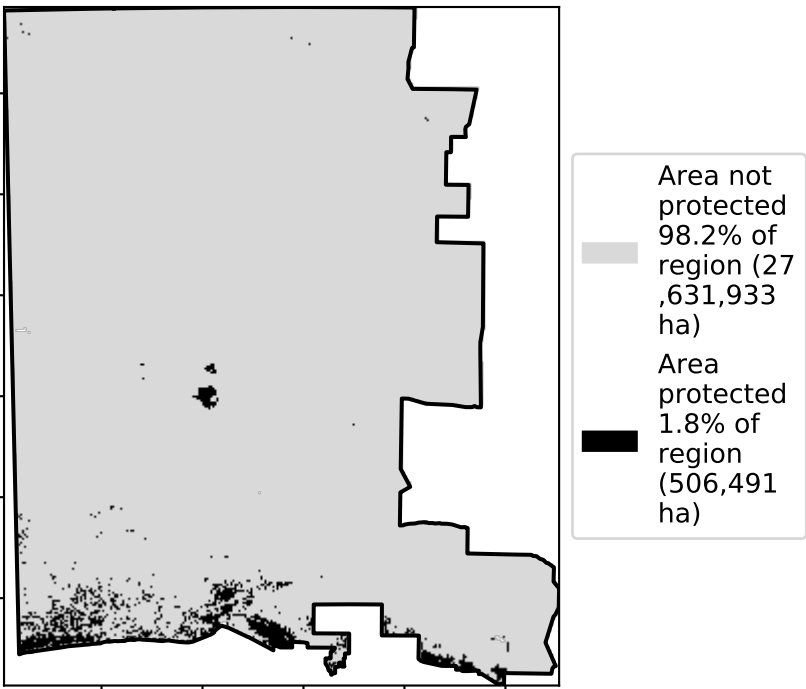 Area not
protected
98.2% of
region (27
,631,933
ha)
Area
protected
1.8% of
region
(506,491
ha)